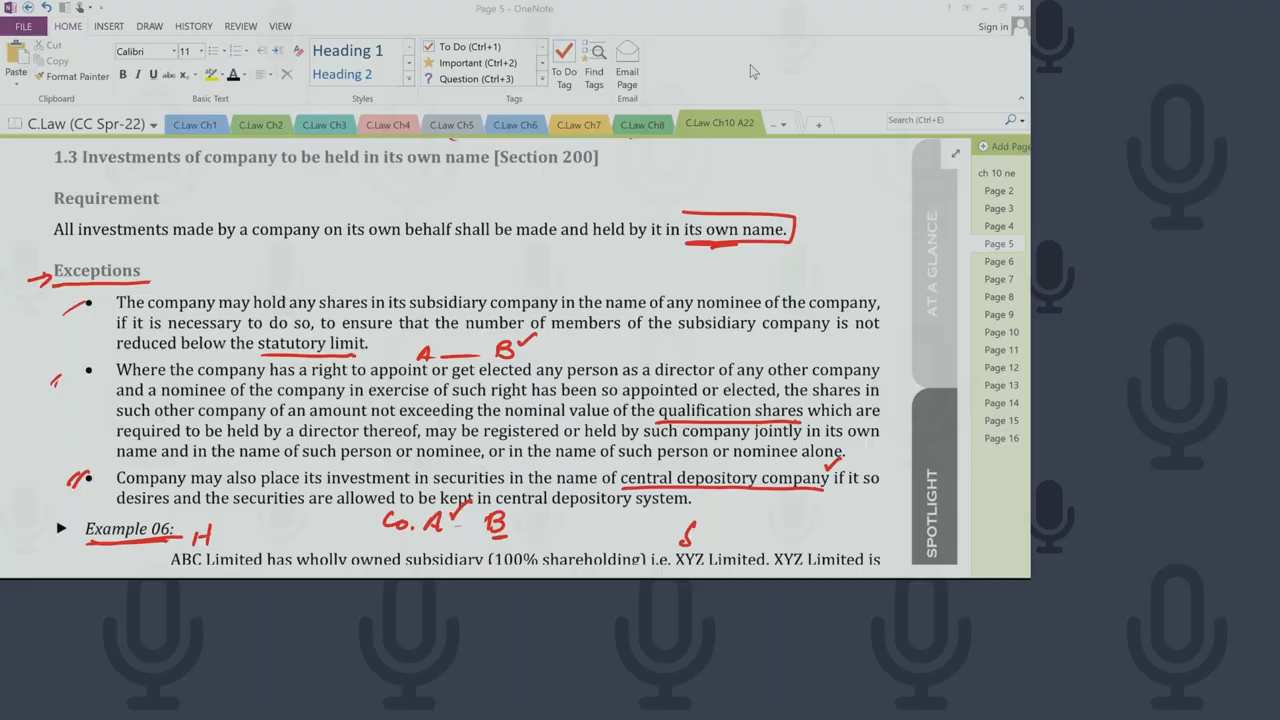 Page 5 - OneNote
Sign in
FILE HOME INSERT DRAW HISTORY REVIEW VIEW
Paste
Cut
Copy
Format Painter
Clipboard
Calibri 11
B I U abc x
A
Basic Text
Heading 1
Heading 2
Styles
To Do (Ctrl+1)
Important (Ctrl+2)
Question (Ctrl+3)
Tags
To Do Tag
Find Tags
Email Page
Email
C.Law (CC Spr-22) C.Law Ch1 C.Law Ch2 C.Law Ch3 C.Law Ch4 C.Law Ch5 C.Law Ch6 C.Law Ch7 C.Law Ch8 C.Law Ch10 A22 ... + Search (Ctrl+E)
1.3 Investments of company to be held in its own name [Section 200]
Requirement
All investments made by a company on its own behalf shall be made and held by it in its own name.
Exceptions
• The company may hold any shares in its subsidiary company in the name of any nominee of the company,
if it is necessary to do so, to ensure that the number of members of the subsidiary company is not
reduced below the statutory limit.
A — B
• Where the company has a right to appoint or get elected any person as a director of any other company
and a nominee of the company in exercise of such right has been so appointed or elected, the shares in
such other company of an amount not exceeding the nominal value of the qualification shares which are
required to be held by a director thereof, may be registered or held by such company jointly in its own
name and in the name of such person or nominee, or in the name of such person or nominee alone.
• Company may also place its investment in securities in the name of central depository company if it so
desires and the securities are allowed to be kept in central depository system.
Co. A - B
Example 06:
H
S
ABC Limited has wholly owned subsidiary (100% shareholding) i.e. XYZ Limited. XYZ Limited is
AT A GLANCE
SPOTLIGHT
Add Page
ch 10 ne
Page 2
Page 3
Page 4
Page 5
Page 6
Page 7
Page 8
Page 9
Page 10
Page 11
Page 12
Page 13
Page 14
Page 15
Page 16